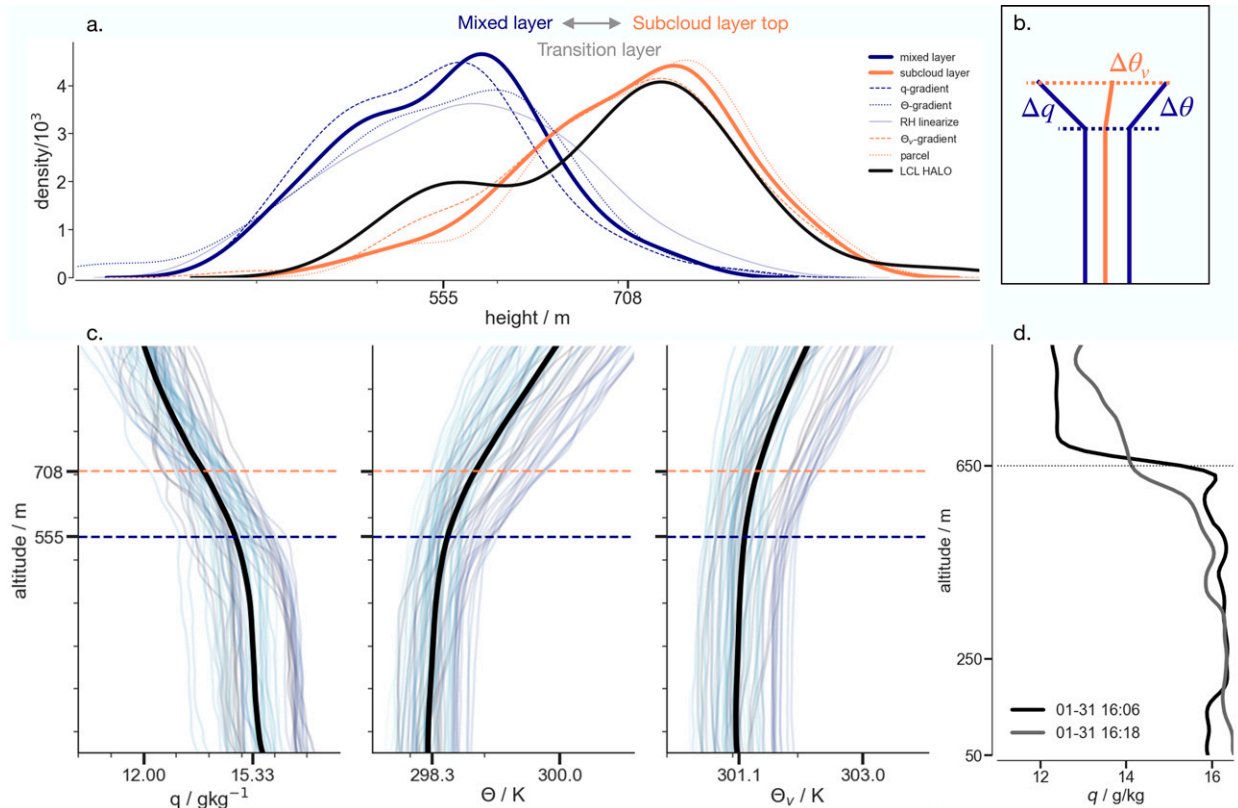 a.
Mixed layer
Subcloud layer top
Transition layer
density/10³
4
3
2
1
0
555
708
height / m
mixed layer
subcloud layer
q-gradient
Θ-gradient
RH linearize
Θᵥ-gradient
parcel
LCL HALO
b.
Δq
Δθᵥ
Δθ
c.
altitude / m
708
555
12.00
15.33
q / gkg⁻¹
298.3
300.0
Θ / K
301.1
303.0
Θᵥ / K
d.
altitude / m
650
250
50
01-31 16:06
01-31 16:18
12
14
16
q / g/kg